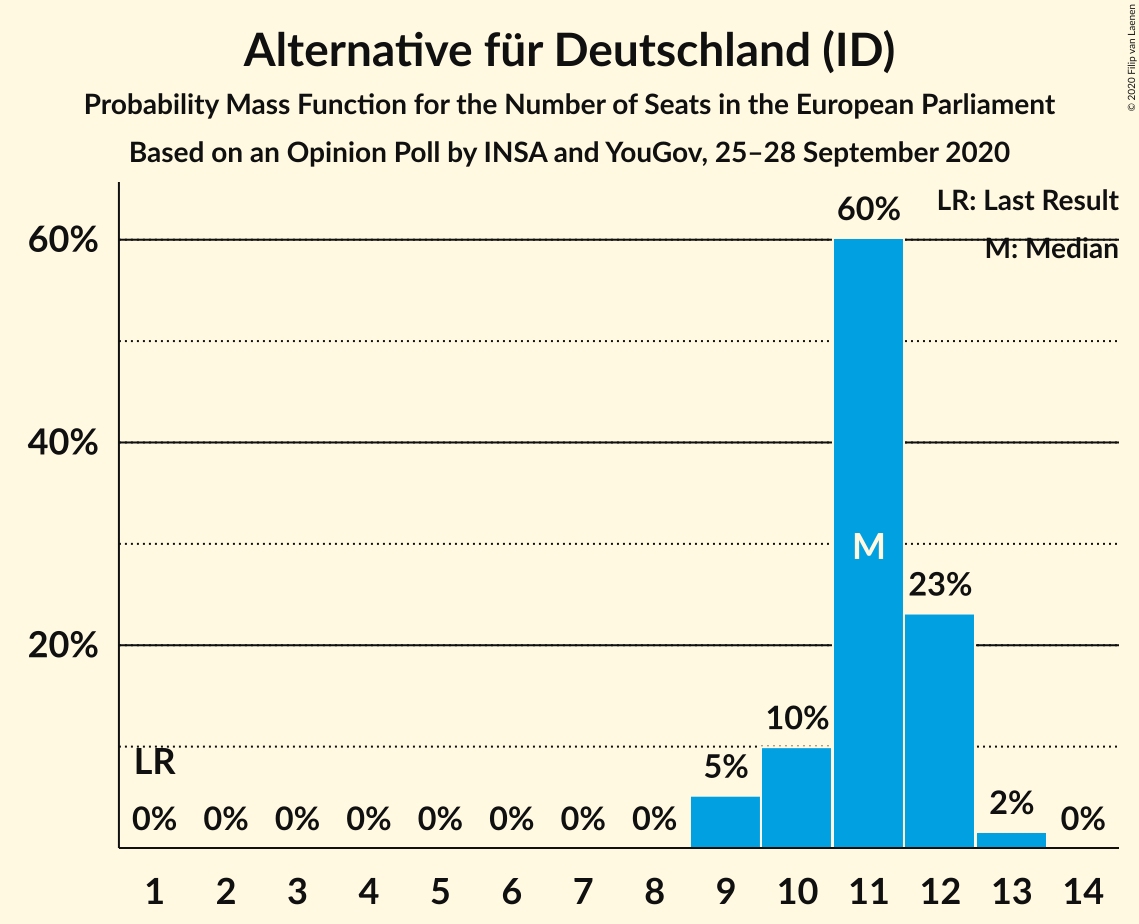 Alternative für Deutschland (ID)
Probability Mass Function for the Number of Seats in the European Parliament
Based on an Opinion Poll by INSA and YouGov, 25–28 September 2020
© 2020 Filip van Laenen
LR: Last Result
M: Median
60%
40%
20%
60%
M
23%
10%
5%
2%
LR
0% 0% 0% 0% 0% 0% 0% 0% 0%
1 2 3 4 5 6 7 8 9 10 11 12 13 14